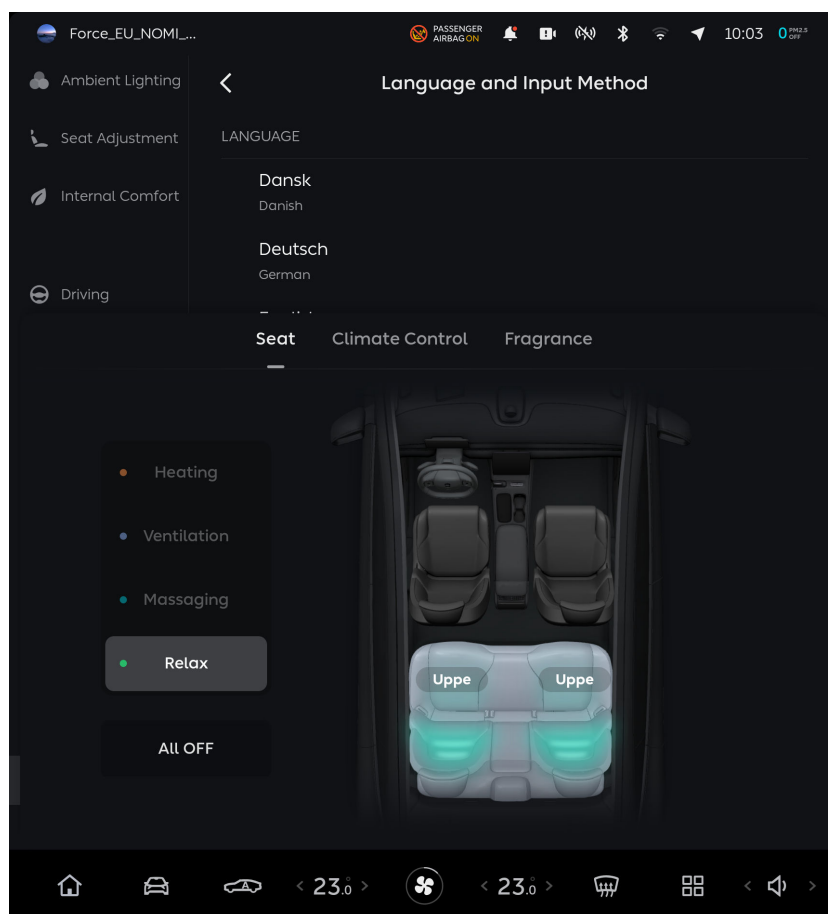 Force_EU_NOMI_...
PASSENGER
AIRBAG ON
10:03
0 PM2.5
OFF
Ambient Lighting
Language and Input Method
Seat Adjustment
LANGUAGE
Internal Comfort
Dansk
Danish
Deutsch
German
Driving
Seat Climate Control Fragrance
Heating
Ventilation
Massaging
Relax
Uppe Uppe
All OFF
< 23.0° > < 23.0° >